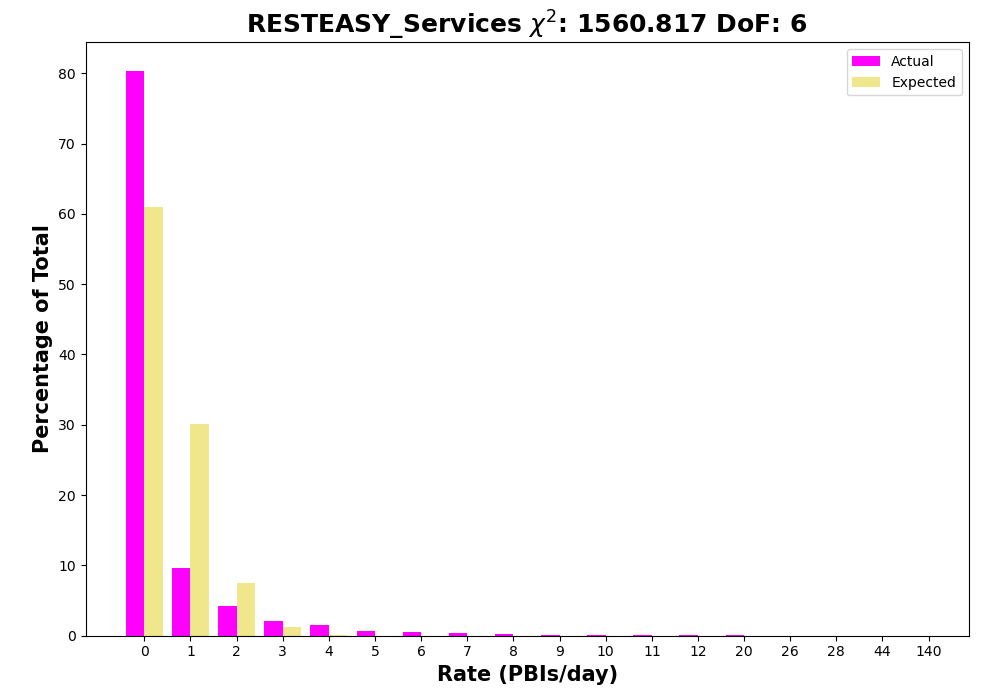 RESTEASY_Services χ²: 1560.817 DoF: 6
Actual
Expected
Percentage of Total
80
70
60
50
40
30
20
10
0
0 1 2 3 4 5 6 7 8 9 10 11 12 20 26 28 44 140
Rate (PBIs/day)